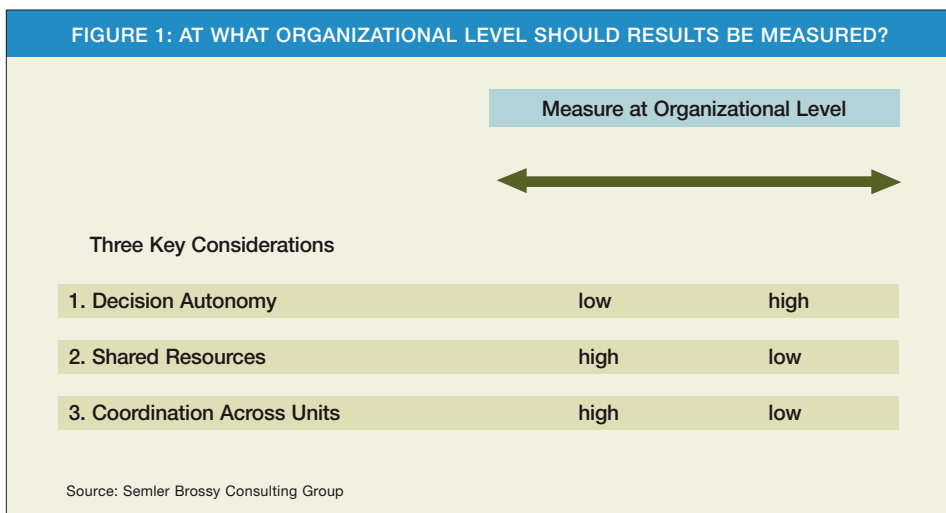 FIGURE 1: AT WHAT ORGANIZATIONAL LEVEL SHOULD RESULTS BE MEASURED?
Measure at Organizational Level
Three Key Considerations
1. Decision Autonomy low high
2. Shared Resources high low
3. Coordination Across Units high low
Source: Semler Brossy Consulting Group